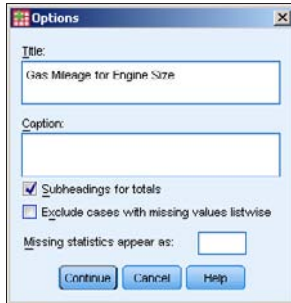 Options
Title:
Gas Mileage for Engine Size
Caption:
Subheadings for totals
Exclude cases with missing values listwise
Missing statistics appear as:
Continue Cancel Help